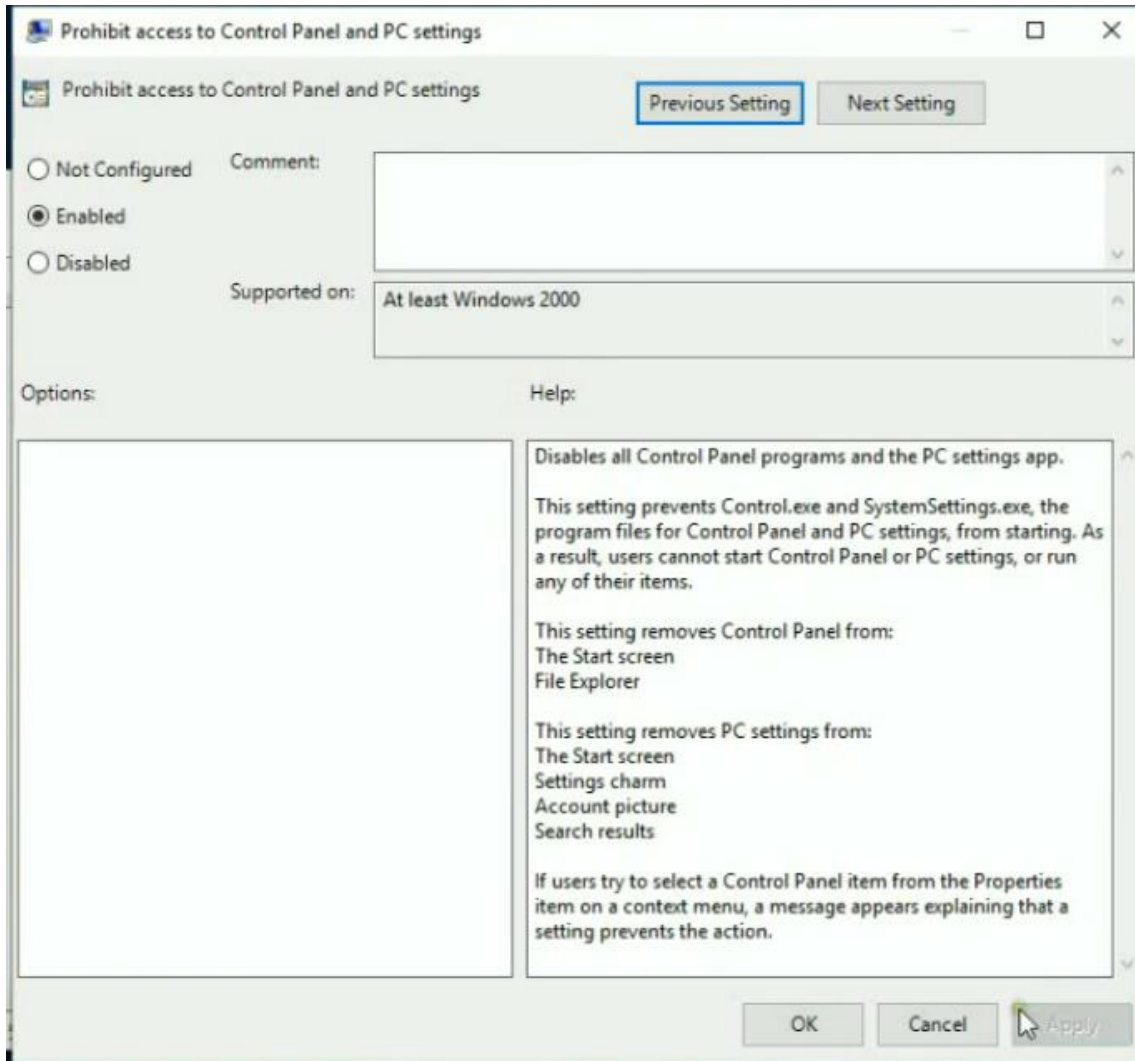 Prohibit access to Control Panel and PC settings
Prohibit access to Control Panel and PC settings
Previous Setting
Next Setting
Not Configured
Enabled
Disabled
Comment:
Supported on:
At least Windows 2000
Options:
Help:
Disables all Control Panel programs and the PC settings app.
This setting prevents Control.exe and SystemSettings.exe, the
program files for Control Panel and PC settings, from starting. As
a result, users cannot start Control Panel or PC settings, or run
any of their items.
This setting removes Control Panel from:
The Start screen
File Explorer
This setting removes PC settings from:
The Start screen
Settings charm
Account picture
Search results
If users try to select a Control Panel item from the Properties
item on a context menu, a message appears explaining that a
setting prevents the action.
OK
Cancel
Apply